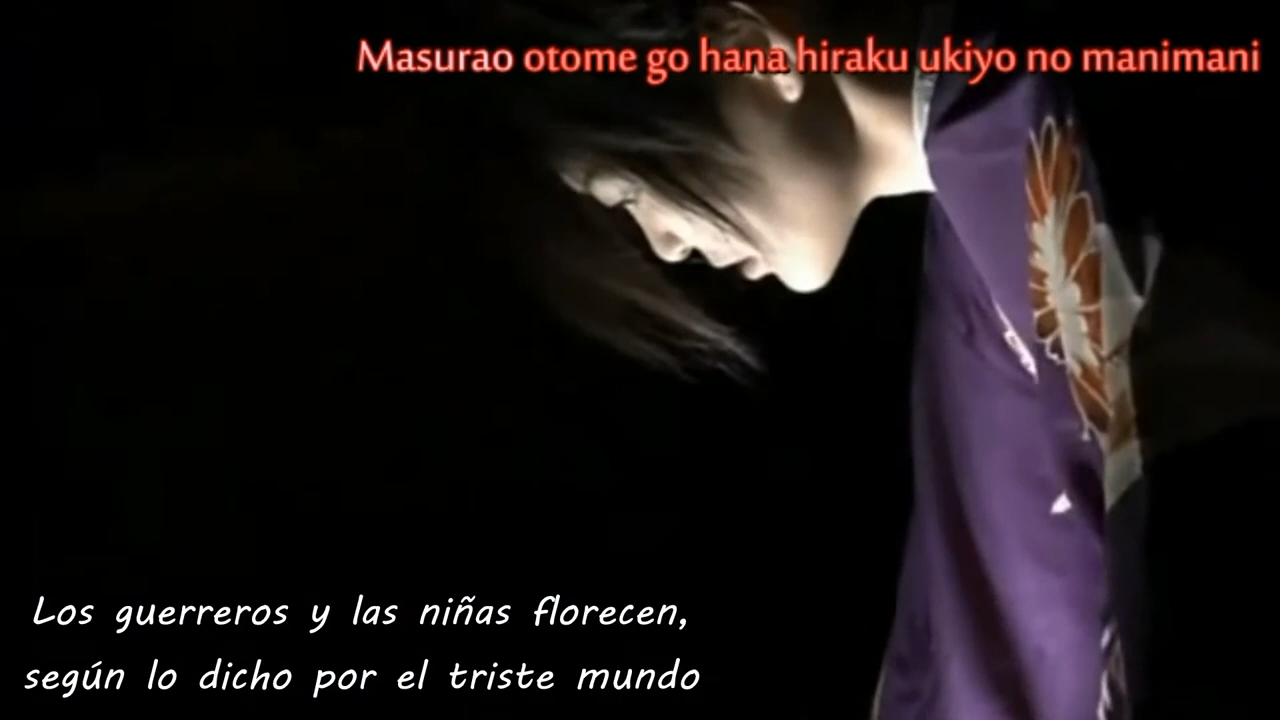 Masurao otome go hana hiraku ukiyo no manimani
Los guerreros y las niñas florecen,
según lo dicho por el triste mundo